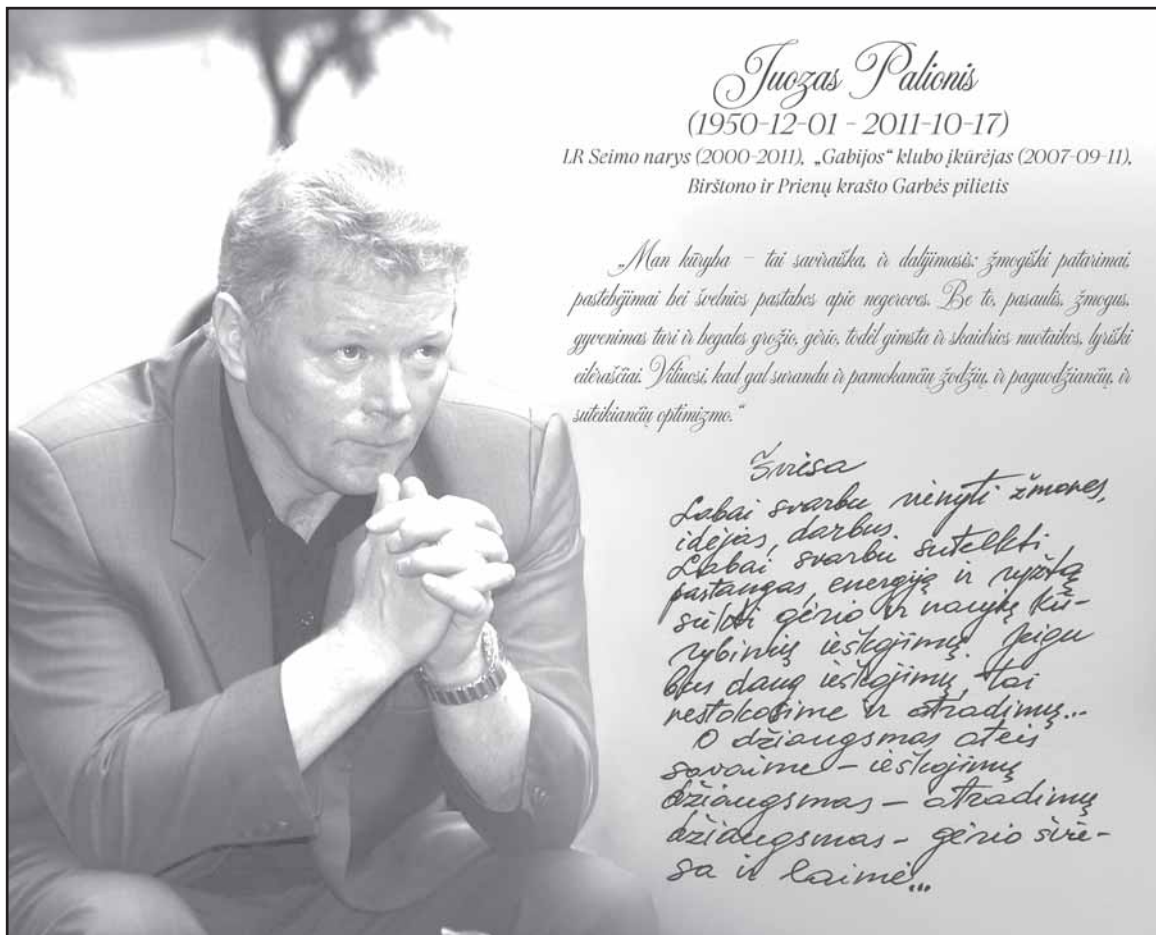 Juozas Palionis
(1950-12-01 - 2011-10-17)
LR Seimo narys (2000-2011), „Gabijos“ klubo įkūrėjas (2007-09-11),
Birštono ir Prienų krašto Garbės pilietis
„Man kūryba – tai saviraiška, ir dalijimasis: žmogiški patarimai,
pastebėjimai bei švelnios pastabos apie negeroves. Be to, pasaulis, žmogus,
gyvenimas turi ir begales grožio, gėrio, todėl gimsta ir skaidrios nuotaikos, lyriški
eilėraščiai. Viliuosi, kad gal surandu ir pamokančių žodžių, ir paguodžiančių, ir
suteikiančių optimizmo.“
Šviesa
Labai svarbu vienyti žmones,
idėjas, darbus.
Labai svarbu sutelkti
pastangas, energiją ir ryžtą
gėrio ir naujų kū-
rybinių ieškojimų. Jeigu
bus daug ieškojimų, tai
nestokosime ir atradimų...
O džiaugsmas ateis
savaime – ieškojimų
džiaugsmas – atradimų
džiaugsmas – gėrio švie-
sa ir laimė...